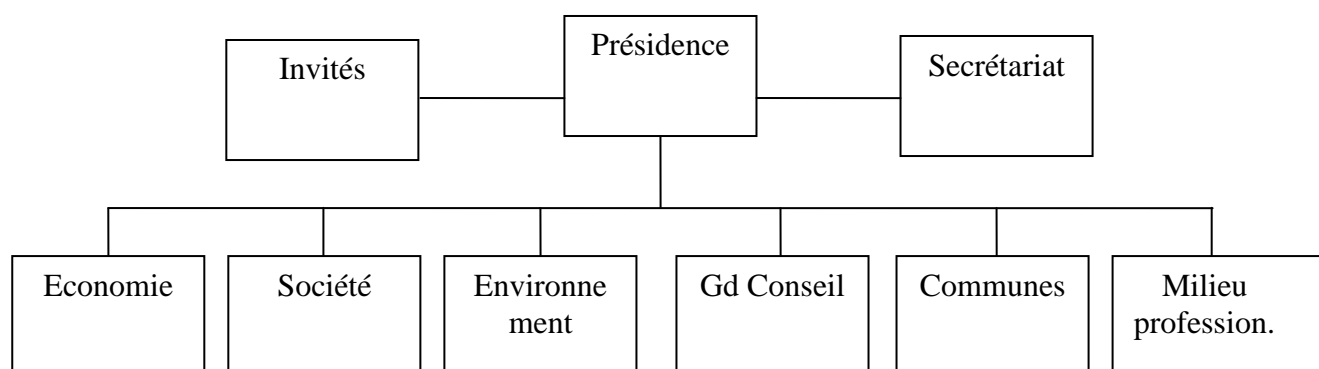 Invités
Présidence
Secrétariat
Economie
Société
Environne
ment
Gd Conseil
Communes
Milieu
profession.